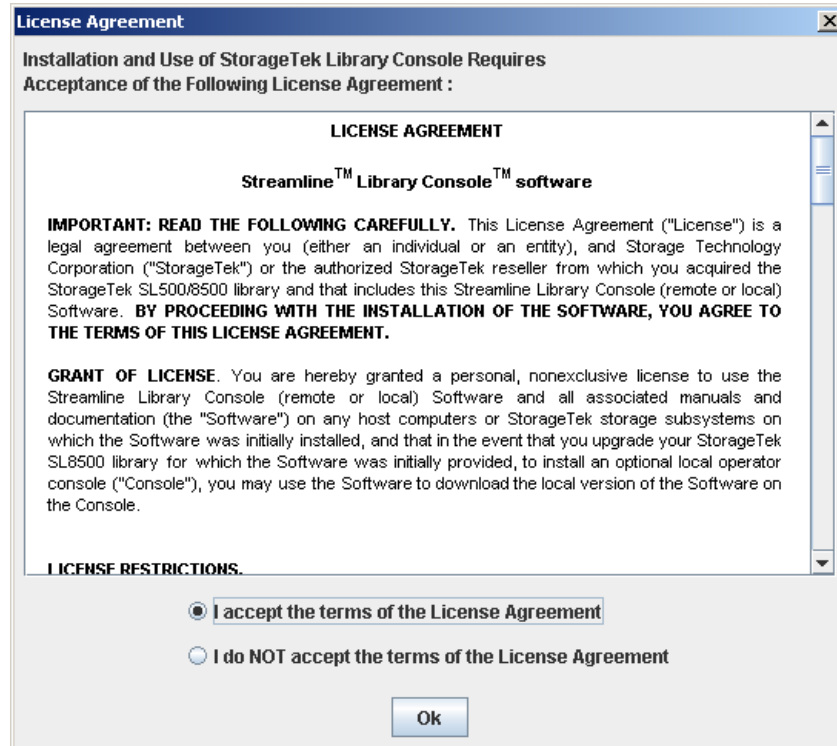 License Agreement
Installation and Use of StorageTek Library Console Requires
Acceptance of the Following License Agreement :
LICENSE AGREEMENT
Streamline™ Library Console™ software
IMPORTANT: READ THE FOLLOWING CAREFULLY. This License Agreement ("License") is a
legal agreement between you (either an individual or an entity), and Storage Technology
Corporation ("StorageTek") or the authorized StorageTek reseller from which you acquired the
StorageTek SL500/8500 library and that includes this Streamline Library Console (remote or local)
Software. BY PROCEEDING WITH THE INSTALLATION OF THE SOFTWARE, YOU AGREE TO
THE TERMS OF THIS LICENSE AGREEMENT.
GRANT OF LICENSE. You are hereby granted a personal, nonexclusive license to use the
Streamline Library Console (remote or local) Software and all associated manuals and
documentation (the "Software") on any host computers or StorageTek storage subsystems on
which the Software was initially installed, and that in the event that you upgrade your StorageTek
SL8500 library for which the Software was initially provided, to install an optional local operator
console ("Console"), you may use the Software to download the local version of the Software on
the Console.
LICENSE RESTRICTIONS.
I accept the terms of the License Agreement
I do NOT accept the terms of the License Agreement
Ok